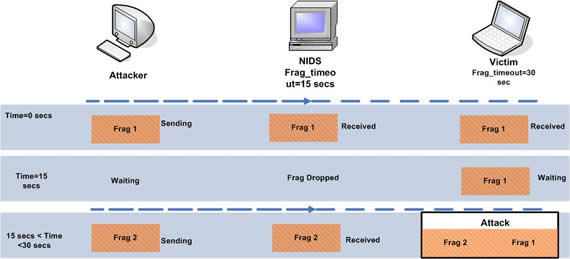 Attacker
NIDS
Frag_timeo
ut=15 secs
Victim
Frag_timeout=30
sec
Time=0 secs
Frag 1
Sending
Frag 1
Received
Frag 1
Received
Time=15
secs
Waiting
Frag Dropped
Frag 1
Waiting
15 secs < Time
<30 secs
Frag 2
Sending
Frag 2
Received
Attack
Frag 2
Frag 1